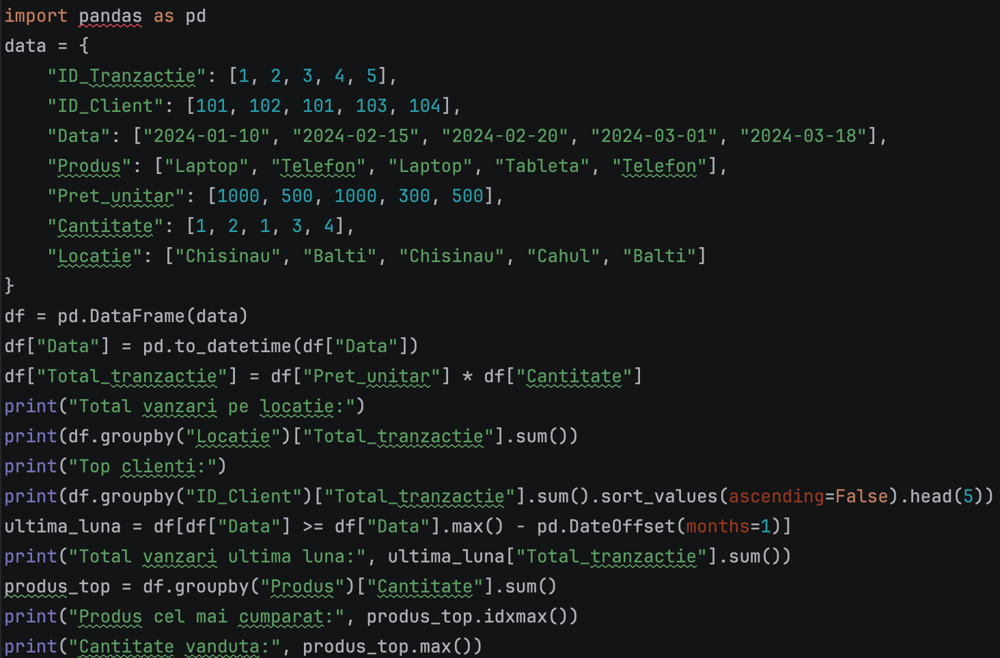 import pandas as pd
data = {
    "ID_Tranzactie": [1, 2, 3, 4, 5],
    "ID_Client": [101, 102, 101, 103, 104],
    "Data": ["2024-01-10", "2024-02-15", "2024-02-20", "2024-03-01", "2024-03-18"],
    "Produs": ["Laptop", "Telefon", "Laptop", "Tableta", "Telefon"],
    "Pret_unitar": [1000, 500, 1000, 300, 500],
    "Cantitate": [1, 2, 1, 3, 4],
    "Locatie": ["Chisinau", "Balti", "Chisinau", "Cahul", "Balti"]
}
df = pd.DataFrame(data)
df["Data"] = pd.to_datetime(df["Data"])
df["Total_tranzactie"] = df["Pret_unitar"] * df["Cantitate"]
print("Total vanzari pe locatie:")
print(df.groupby("Locatie")["Total_tranzactie"].sum())
print("Top clienti:")
print(df.groupby("ID_Client")["Total_tranzactie"].sum().sort_values(ascending=False).head(5))
ultima_luna = df[df["Data"] >= df["Data"].max() - pd.DateOffset(months=1)]
print("Total vanzari ultima luna:", ultima_luna["Total_tranzactie"].sum())
produs_top = df.groupby("Produs")["Cantitate"].sum()
print("Produs cel mai cumparat:", produs_top.idxmax())
print("Cantitate vanduta:", produs_top.max())